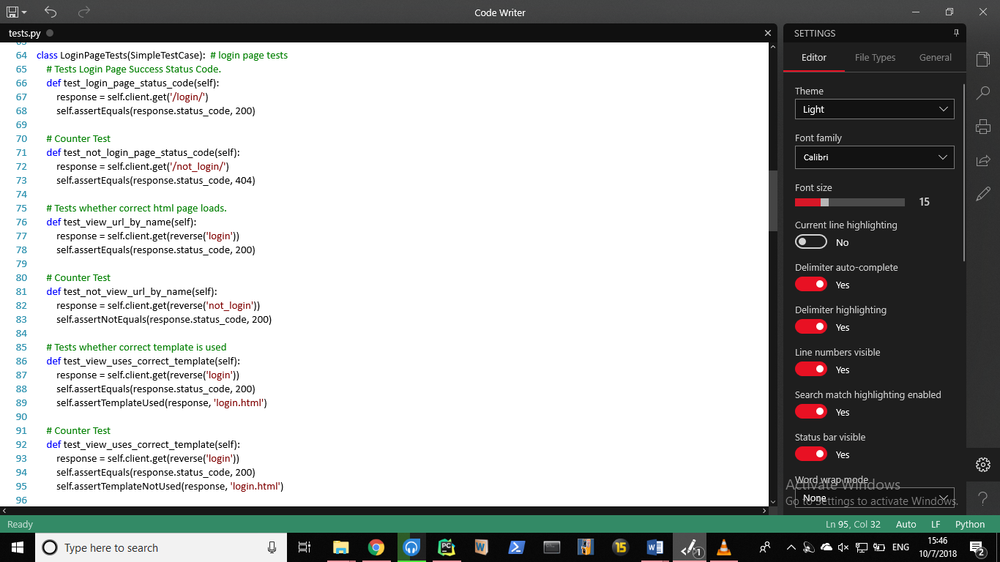 Code Writer
tests.py
64 class LoginPageTests(SimpleTestCase):  # login page tests
65     # Tests Login Page Success Status Code.
66     def test_login_page_status_code(self):
67         response = self.client.get('/login/')
68         self.assertEquals(response.status_code, 200)
69
70     # Counter Test
71     def test_not_login_page_status_code(self):
72         response = self.client.get('/not_login/')
73         self.assertEquals(response.status_code, 404)
74
75     # Tests whether correct html page loads.
76     def test_view_url_by_name(self):
77         response = self.client.get(reverse('login'))
78         self.assertEquals(response.status_code, 200)
79
80     # Counter Test
81     def test_not_view_url_by_name(self):
82         response = self.client.get(reverse('not_login'))
83         self.assertNotEquals(response.status_code, 200)
84
85     # Tests whether correct template is used
86     def test_view_uses_correct_template(self):
87         response = self.client.get(reverse('login'))
88         self.assertEquals(response.status_code, 200)
89         self.assertTemplateUsed(response, 'login.html')
90
91     # Counter Test
92     def test_view_uses_correct_template(self):
93         response = self.client.get(reverse('login'))
94         self.assertEquals(response.status_code, 200)
95         self.assertTemplateNotUsed(response, 'login.html')
96
SETTINGS
Editor File Types General
Theme
Light
Font family
Calibri
Font size
15
Current line highlighting
No
Delimiter auto-complete
Yes
Delimiter highlighting
Yes
Line numbers visible
Yes
Search match highlighting enabled
Yes
Status bar visible
Yes
Word wrap mode
None
Activate Windows
Go to Settings to activate Windows.
Ready
Ln 95, Col 32 Auto LF Python
Type here to search
PC
W
15
W
1
ENG
15:46
10/7/2018
2